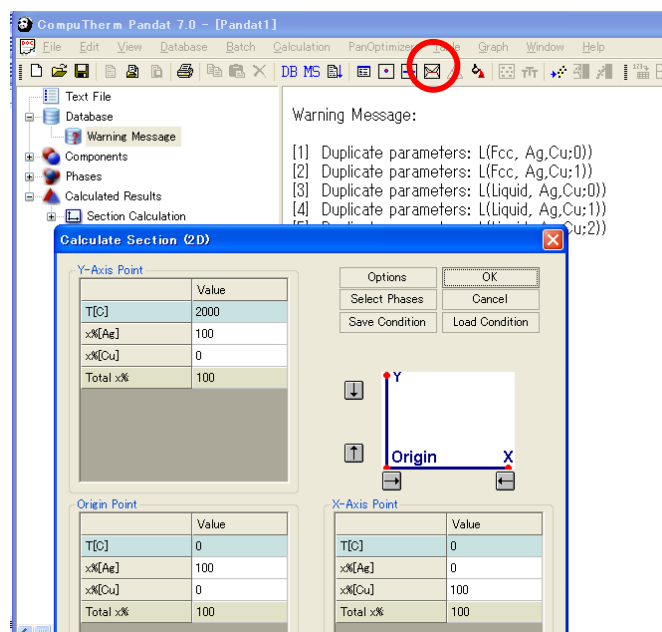 CompuTherm Pandat 7.0 - [Pandat1]
File Edit View Database Batch Calculation PanOptimizer Table Graph Window Help
DB MS
Text File
Database
Warning Message
Components
Phases
Calculated Results
Section Calculation
Warning Message:
[1] Duplicate parameters: L(Fcc, Ag,Cu;0))
[2] Duplicate parameters: L(Fcc, Ag,Cu;1))
[3] Duplicate parameters: L(Liquid, Ag,Cu;0))
[4] Duplicate parameters: L(Liquid, Ag,Cu;1))
Cu;2))
Calculate Section (2D)
Y-Axis Point
Value
T[C] 2000
x%[Ag] 100
x%[Cu] 0
Total x% 100
Options OK
Select Phases Cancel
Save Condition Load Condition
Y
Origin X
Origin Point
Value
T[C] 0
x%[Ag] 100
x%[Cu] 0
Total x% 100
X-Axis Point
Value
T[C] 0
x%[Ag] 0
x%[Cu] 100
Total x% 100